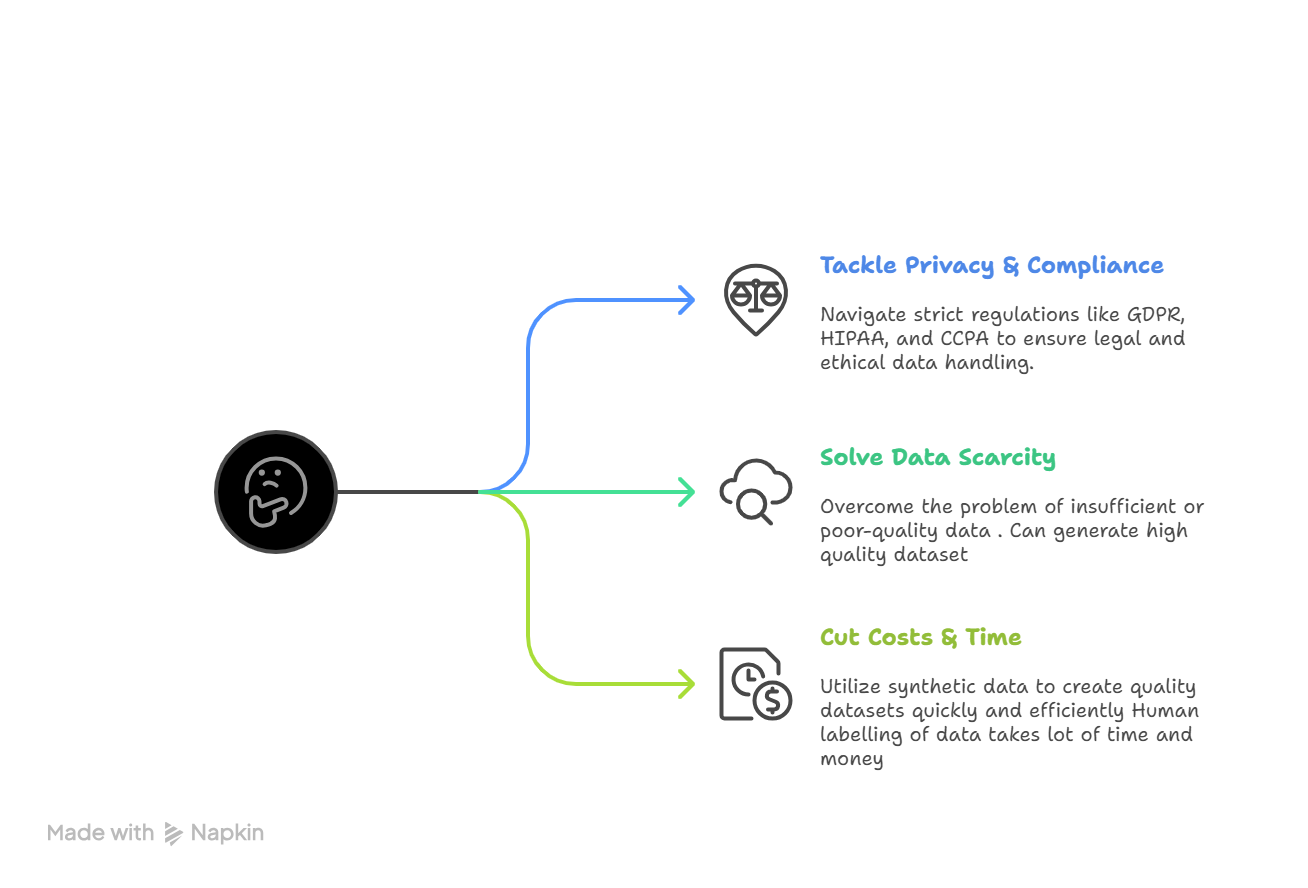 Tackle Privacy & Compliance
Navigate strict regulations like GDPR,
HIPAA, and CCPA to ensure legal and
ethical data handling.
Solve Data Scarcity
Overcome the problem of insufficient or
poor-quality data . Can generate high
quality dataset
Cut Costs & Time
Utilize synthetic data to create quality
datasets quickly and efficiently Human
labelling of data takes lot of time and
money
Made with Napkin